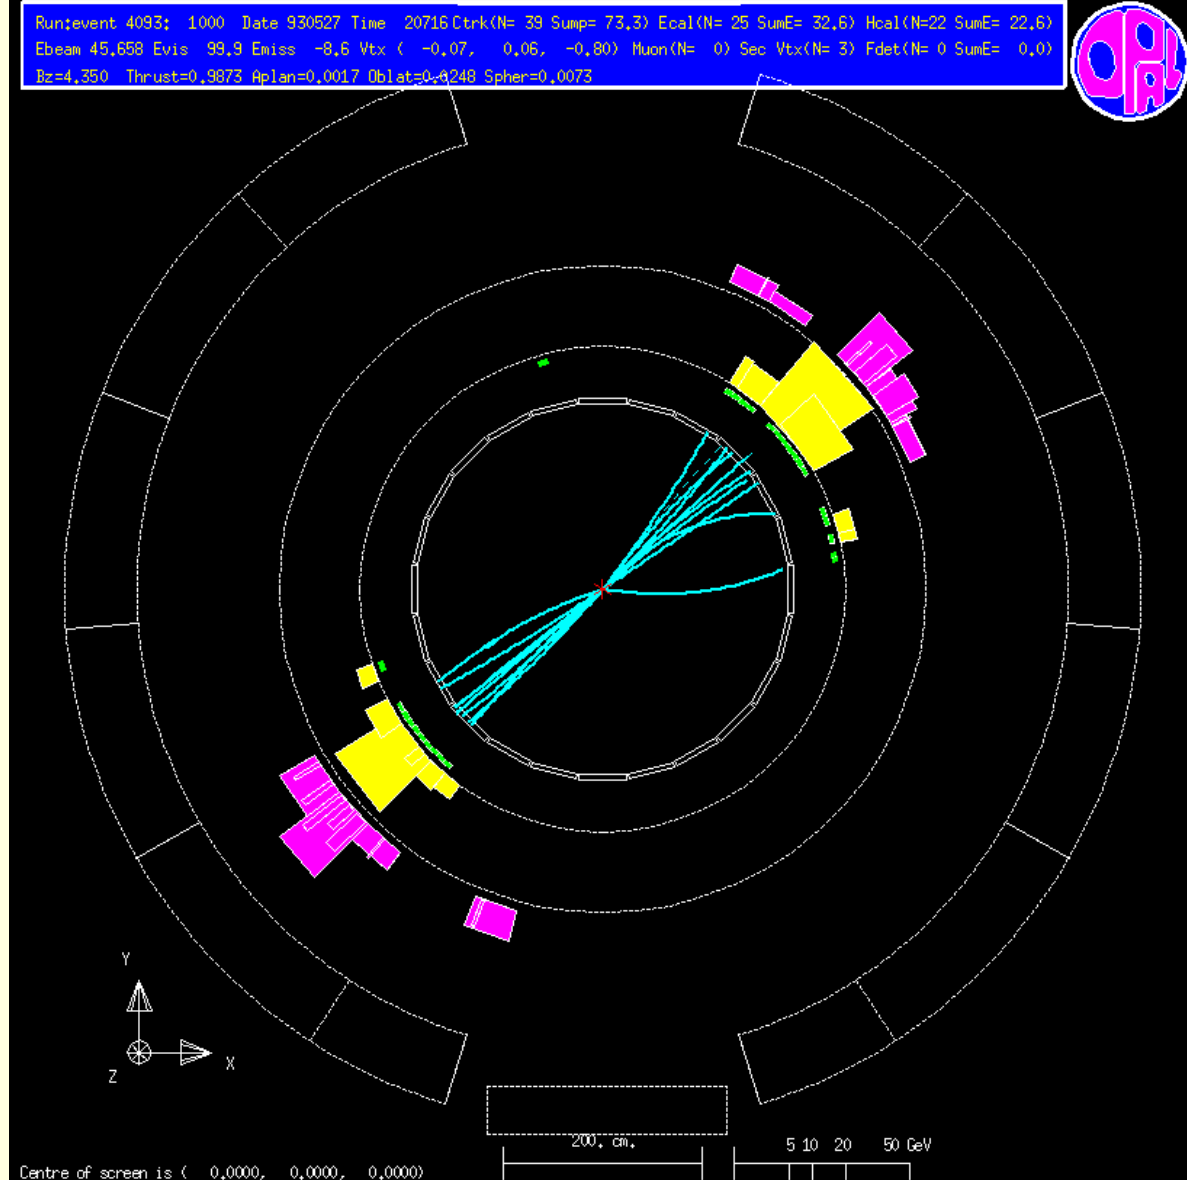 Run:event 4093: 1000 Date 930527 Time 20716 Ctrk(N= 39 Sump= 73.3) Ecal(N= 25 SumE= 32.6) Hcal(N=22 SumE= 22.6)
Ebeam 45.658 Evis 99.9 Emiss -8.6 Vtx ( -0.07, 0.06, -0.80) Muon(N= 0) Sec Vtx(N= 3) Fdet(N= 0 SumE= 0.0)
Bz=4.350 Thrust=0.9873 Aplan=0.0017 Oblat=0.0248 Spher=0.0073
OPAL
Y
X
Z
200. cm.
5 10 20 50 GeV
Centre of screen is ( 0.0000, 0.0000, 0.0000)